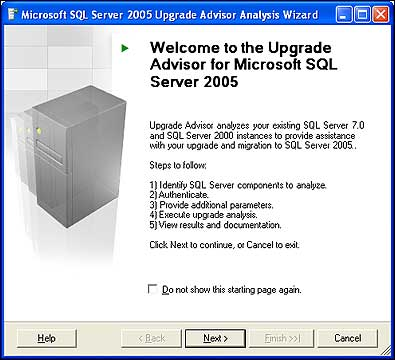 Microsoft SQL Server 2005 Upgrade Advisor Analysis Wizard
Welcome to the Upgrade
Advisor for Microsoft SQL
Server 2005
Upgrade Advisor analyzes your existing SQL Server 7.0
and SQL Server 2000 instances to provide assistance
with your upgrade and migration to SQL Server 2005..
Steps to follow:
1) Identify SQL Server components to analyze.
2) Authenticate.
3) Provide additional parameters.
4) Execute upgrade analysis.
5) View results and documentation.
Click Next to continue, or Cancel to exit.
Do not show this starting page again.
Help < Back Next > Finish >>| Cancel